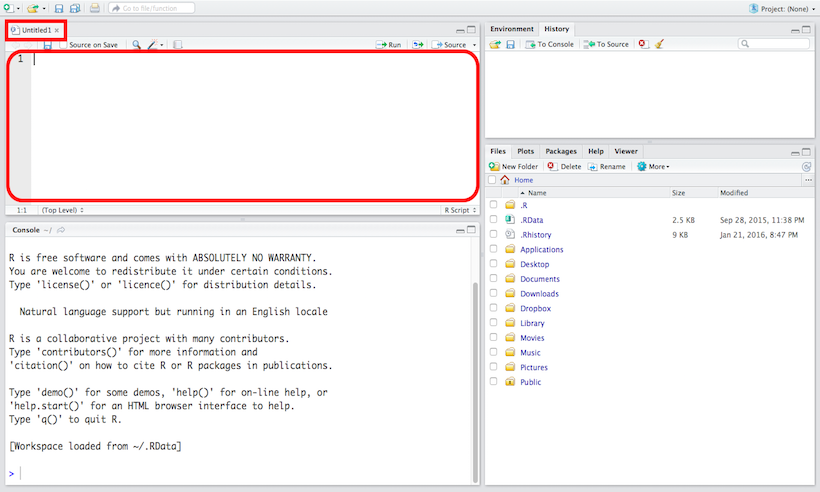 Go to file/function
Project: (None)
Untitled1
Source on Save
Run
Source
1
1:1 (Top Level)
R Script
Console ~/
R is free software and comes with ABSOLUTELY NO WARRANTY.
You are welcome to redistribute it under certain conditions.
Type 'license()' or 'licence()' for distribution details.
Natural language support but running in an English locale
R is a collaborative project with many contributors.
Type 'contributors()' for more information and
'citation()' on how to cite R or R packages in publications.
Type 'demo()' for some demos, 'help()' for on-line help, or
'help.start()' for an HTML browser interface to help.
Type 'q()' to quit R.
[Workspace loaded from ~/.RData]
>
Environment History
To Console To Source
Files Plots Packages Help Viewer
New Folder Delete Rename More
Home ...
Name Size Modified
.R
.RData 2.5 KB Sep 28, 2015, 11:38 PM
.Rhistory 9 KB Jan 21, 2016, 8:47 PM
Applications
Desktop
Documents
Downloads
Dropbox
Library
Movies
Music
Pictures
Public